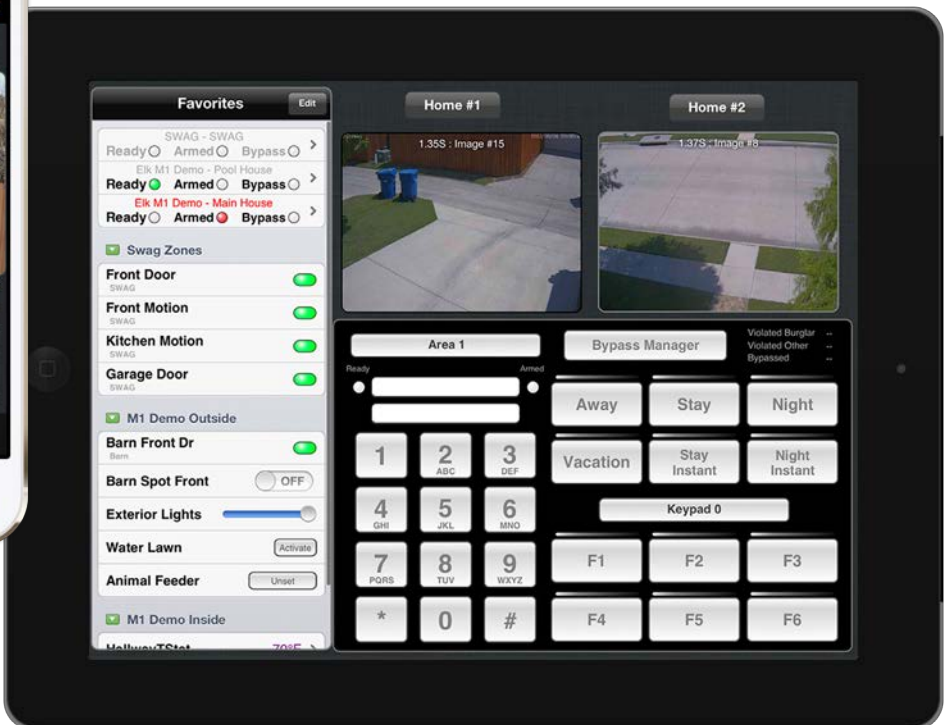 Favorites
Edit
SWAG - SWAG
Ready Armed Bypass
Elk M1 Demo - Pool House
Ready Armed Bypass
Elk M1 Demo - Main House
Ready Armed Bypass
Swag Zones
Front Door
SWAG
Front Motion
SWAG
Kitchen Motion
SWAG
Garage Door
SWAG
M1 Demo Outside
Barn Front Dr
Barn
Barn Spot Front OFF
Exterior Lights
Water Lawn Activate
Animal Feeder Unset
M1 Demo Inside
HallwayTStat 70°F
Home #1
Home #2
1.35S : Image #15
1.37S : Image #8
Area 1
Ready Armed
1 2 ABC 3 DEF
4 GHI 5 JKL 6 MNO
7 PQRS 8 TUV 9 WXYZ
* 0 #
Bypass Manager
Violated Burglar --
Violated Other --
Bypassed --
Away Stay Night
Vacation Stay Instant Night Instant
Keypad 0
F1 F2 F3
F4 F5 F6